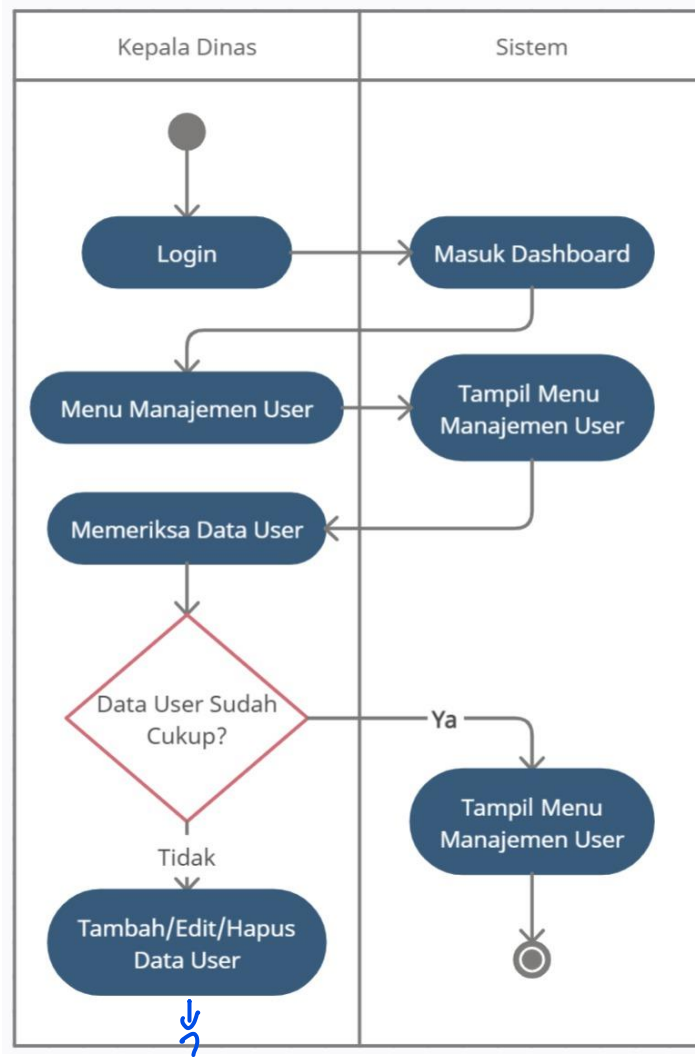 Kepala Dinas
Sistem
Login
Masuk Dashboard
Menu Manajemen User
Tampil Menu
Manajemen User
Memeriksa Data User
Data User Sudah
Cukup?
Ya
Tampil Menu
Manajemen User
Tidak
Tambah/Edit/Hapus
Data User
?